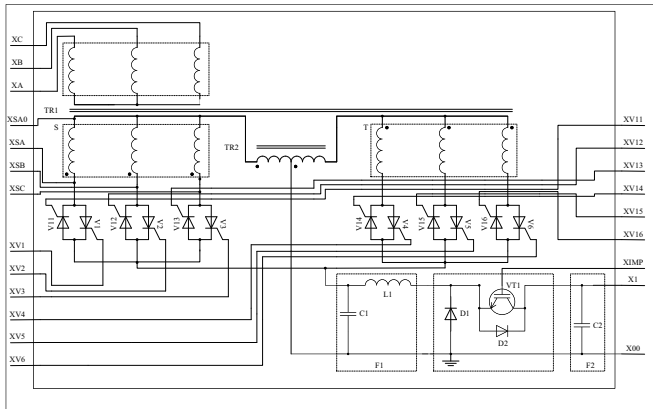 XC
XB
XA
TR1
XSA0
S
TR2
T
XSA
XSB
XSC
XV11
XV12
XV13
XV14
XV15
XV16
V11
V1
V12
V2
V13
V3
V14
V4
V15
V5
V16
V6
XV1
XV2
XV3
XV4
XV5
XV6
XIMP
X1
L1
VT1
C1
D1
D2
C2
F1
F2
X00